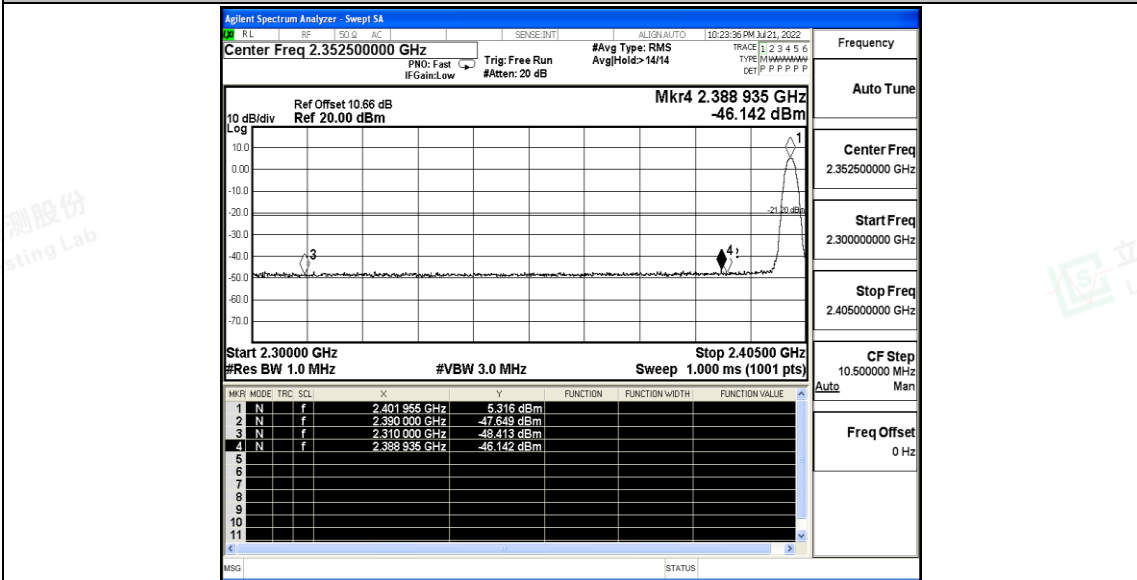 Agilent Spectrum Analyzer - Swept SA
RL RF 50 Ω AC SENSE:INT ALIGN AUTO 10:23:36 PM Jul 21, 2022
Center Freq 2.352500000 GHz
PNO: Fast
IFGain:Low
Trig: Free Run
#Atten: 20 dB
#Avg Type: RMS
Avg|Hold:>14/14
TRACE 1 2 3 4 5 6
TYPE M
DET P P P P P P
Ref Offset 10.66 dB
10 dB/div Ref 20.00 dBm
Mkr4 2.388 935 GHz
-46.142 dBm
Log
10.0
0.00
-10.0
-20.0
-30.0
-40.0
-50.0
-60.0
-70.0
1
-21.20 dBm
3
4
Start 2.30000 GHz Stop 2.40500 GHz
#Res BW 1.0 MHz #VBW 3.0 MHz Sweep 1.000 ms (1001 pts)
MKR MODE TRC SCL X Y FUNCTION FUNCTION WIDTH FUNCTION VALUE
1 N f 2.401 955 GHz 5.316 dBm
2 N f 2.390 000 GHz -47.649 dBm
3 N f 2.310 000 GHz -48.413 dBm
4 N f 2.388 935 GHz -46.142 dBm
5
6
7
8
9
10
11
MSG STATUS
Frequency
Auto Tune
Center Freq
2.352500000 GHz
Start Freq
2.300000000 GHz
Stop Freq
2.405000000 GHz
CF Step
10.500000 MHz
Auto Man
Freq Offset
0 Hz
测股份
sting Lab
立